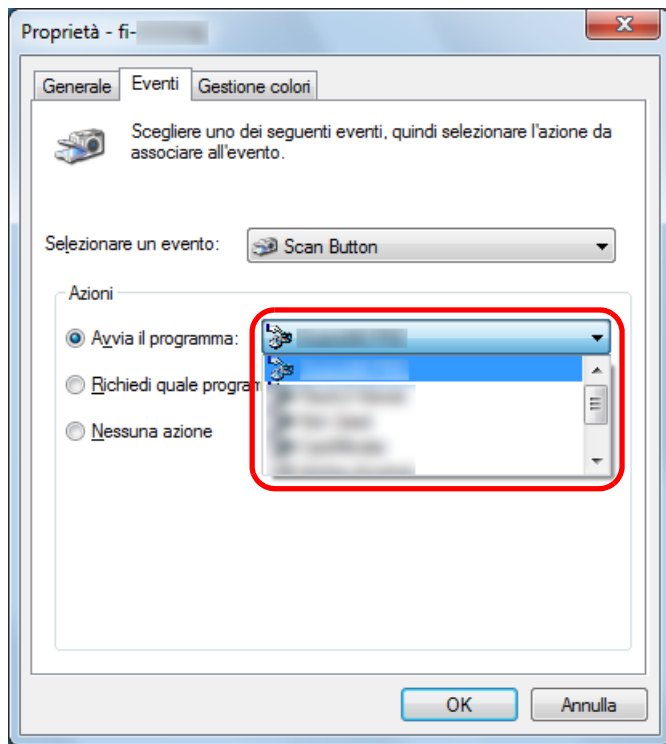 Proprietà - fi-
Generale Eventi Gestione colori
Scegliere uno dei seguenti eventi, quindi selezionare l'azione da
associare all'evento.
Selezionare un evento: Scan Button
Azioni
Avvia il programma:
Richiedi quale program
Nessuna azione
OK Annulla